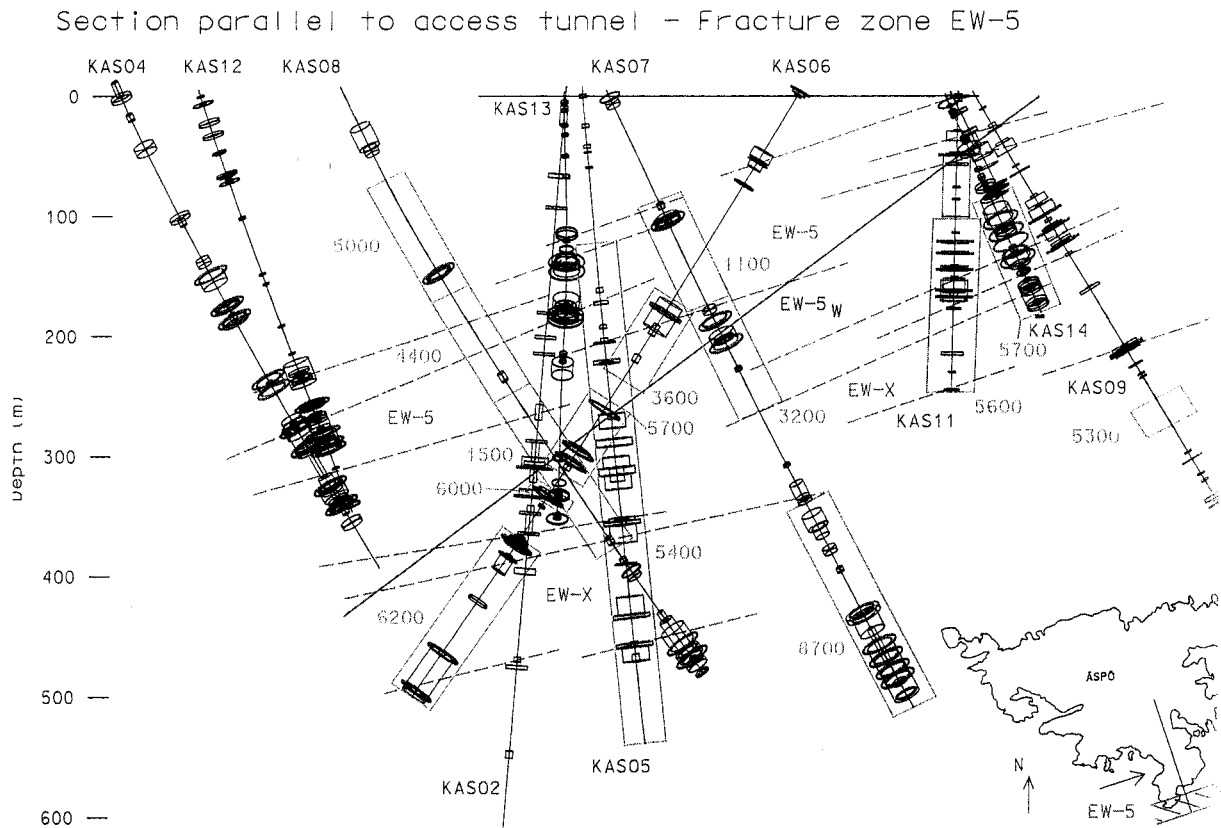 Section parallel to access tunnel - Fracture zone EW-5
KAS04 KAS12 KAS08 KAS07 KAS06
KAS13
0
100
200
300
400
500
600
Depth (m)
5000
4400
EW-5
1500
6000
6200
EW-X
KAS02
KAS05
5400
5700
3600
3200
EW-5
1100
EW-5W
EW-X
KAS11
5600
5700
KAS14
KAS09
5300
8700
ÄSPÖ
N
EW-5